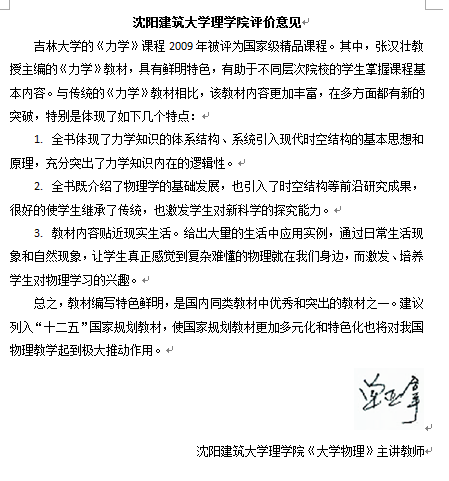 沈阳建筑大学理学院评价意见
吉林大学的《力学》课程 2009 年被评为国家级精品课程。其中，张汉壮教
授主编的《力学》教材，具有鲜明特色，有助于不同层次院校的学生掌握课程基
本内容。与传统的《力学》教材相比，该教材内容更加丰富，在多方面都有新的
突破，特别是体现了如下几个特点：
1. 全书体现了力学知识的体系结构、系统引入现代时空结构的基本思想和
原理，充分突出了力学知识内在的逻辑性。
2. 全书既介绍了物理学的基础发展，也引入了时空结构等前沿研究成果，
很好的使学生继承了传统，也激发学生对新科学的探究能力。
3. 教材内容贴近现实生活。给出大量的生活中应用实例，通过日常生活现
象和自然现象，让学生真正感觉到复杂难懂的物理就在我们身边，而激发、培养
学生对物理学习的兴趣。
总之，教材编写特色鲜明，是国内同类教材中优秀和突出的教材之一。建议
列入“十二五”国家规划教材，使国家规划教材更加多元化和特色化也将对我国
物理教学起到极大推动作用。
沈阳建筑大学理学院《大学物理》主讲教师